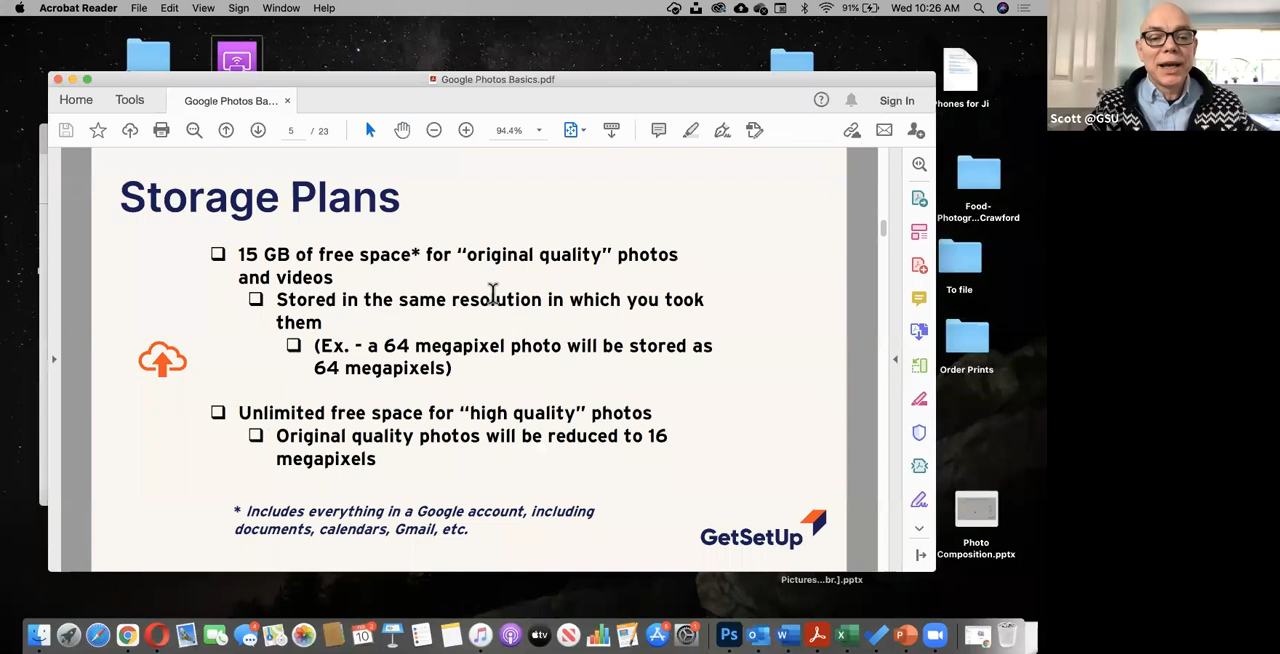 Acrobat Reader File Edit View Sign Window Help 91% Wed 10:26 AM
Google Photos Basics.pdf
Home Tools Google Photos Ba... × Sign In
5 / 23 94.4%
Storage Plans
15 GB of free space* for “original quality” photos
and videos
Stored in the same resolution in which you took
them
(Ex. - a 64 megapixel photo will be stored as
64 megapixels)
Unlimited free space for “high quality” photos
Original quality photos will be reduced to 16
megapixels
* Includes everything in a Google account, including
documents, calendars, Gmail, etc.
GetSetUp
Scott @GSU
Phones for Ji
Food-
Photogr...Crawford
To file
Order Prints
Photo
Composition.pptx
Pictures...br.].pptx
10
tv
Ps